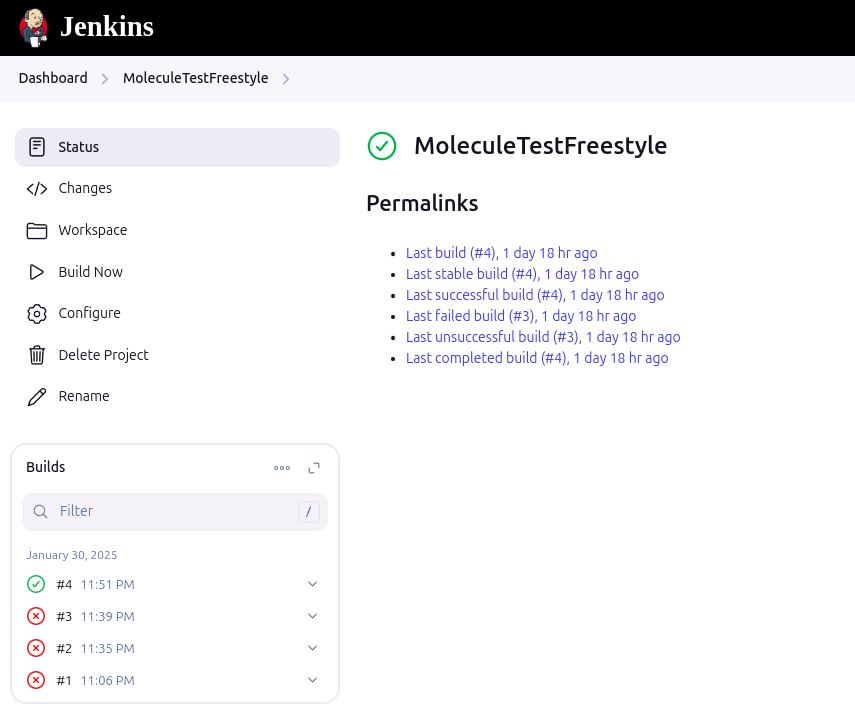 Jenkins
Dashboard
MoleculeTestFreestyle
Status
Changes
Workspace
Build Now
Configure
Delete Project
Rename
MoleculeTestFreestyle
Permalinks
Last build (#4), 1 day 18 hr ago
Last stable build (#4), 1 day 18 hr ago
Last successful build (#4), 1 day 18 hr ago
Last failed build (#3), 1 day 18 hr ago
Last unsuccessful build (#3), 1 day 18 hr ago
Last completed build (#4), 1 day 18 hr ago
Builds
Filter /
January 30, 2025
#4 11:51 PM
#3 11:39 PM
#2 11:35 PM
#1 11:06 PM